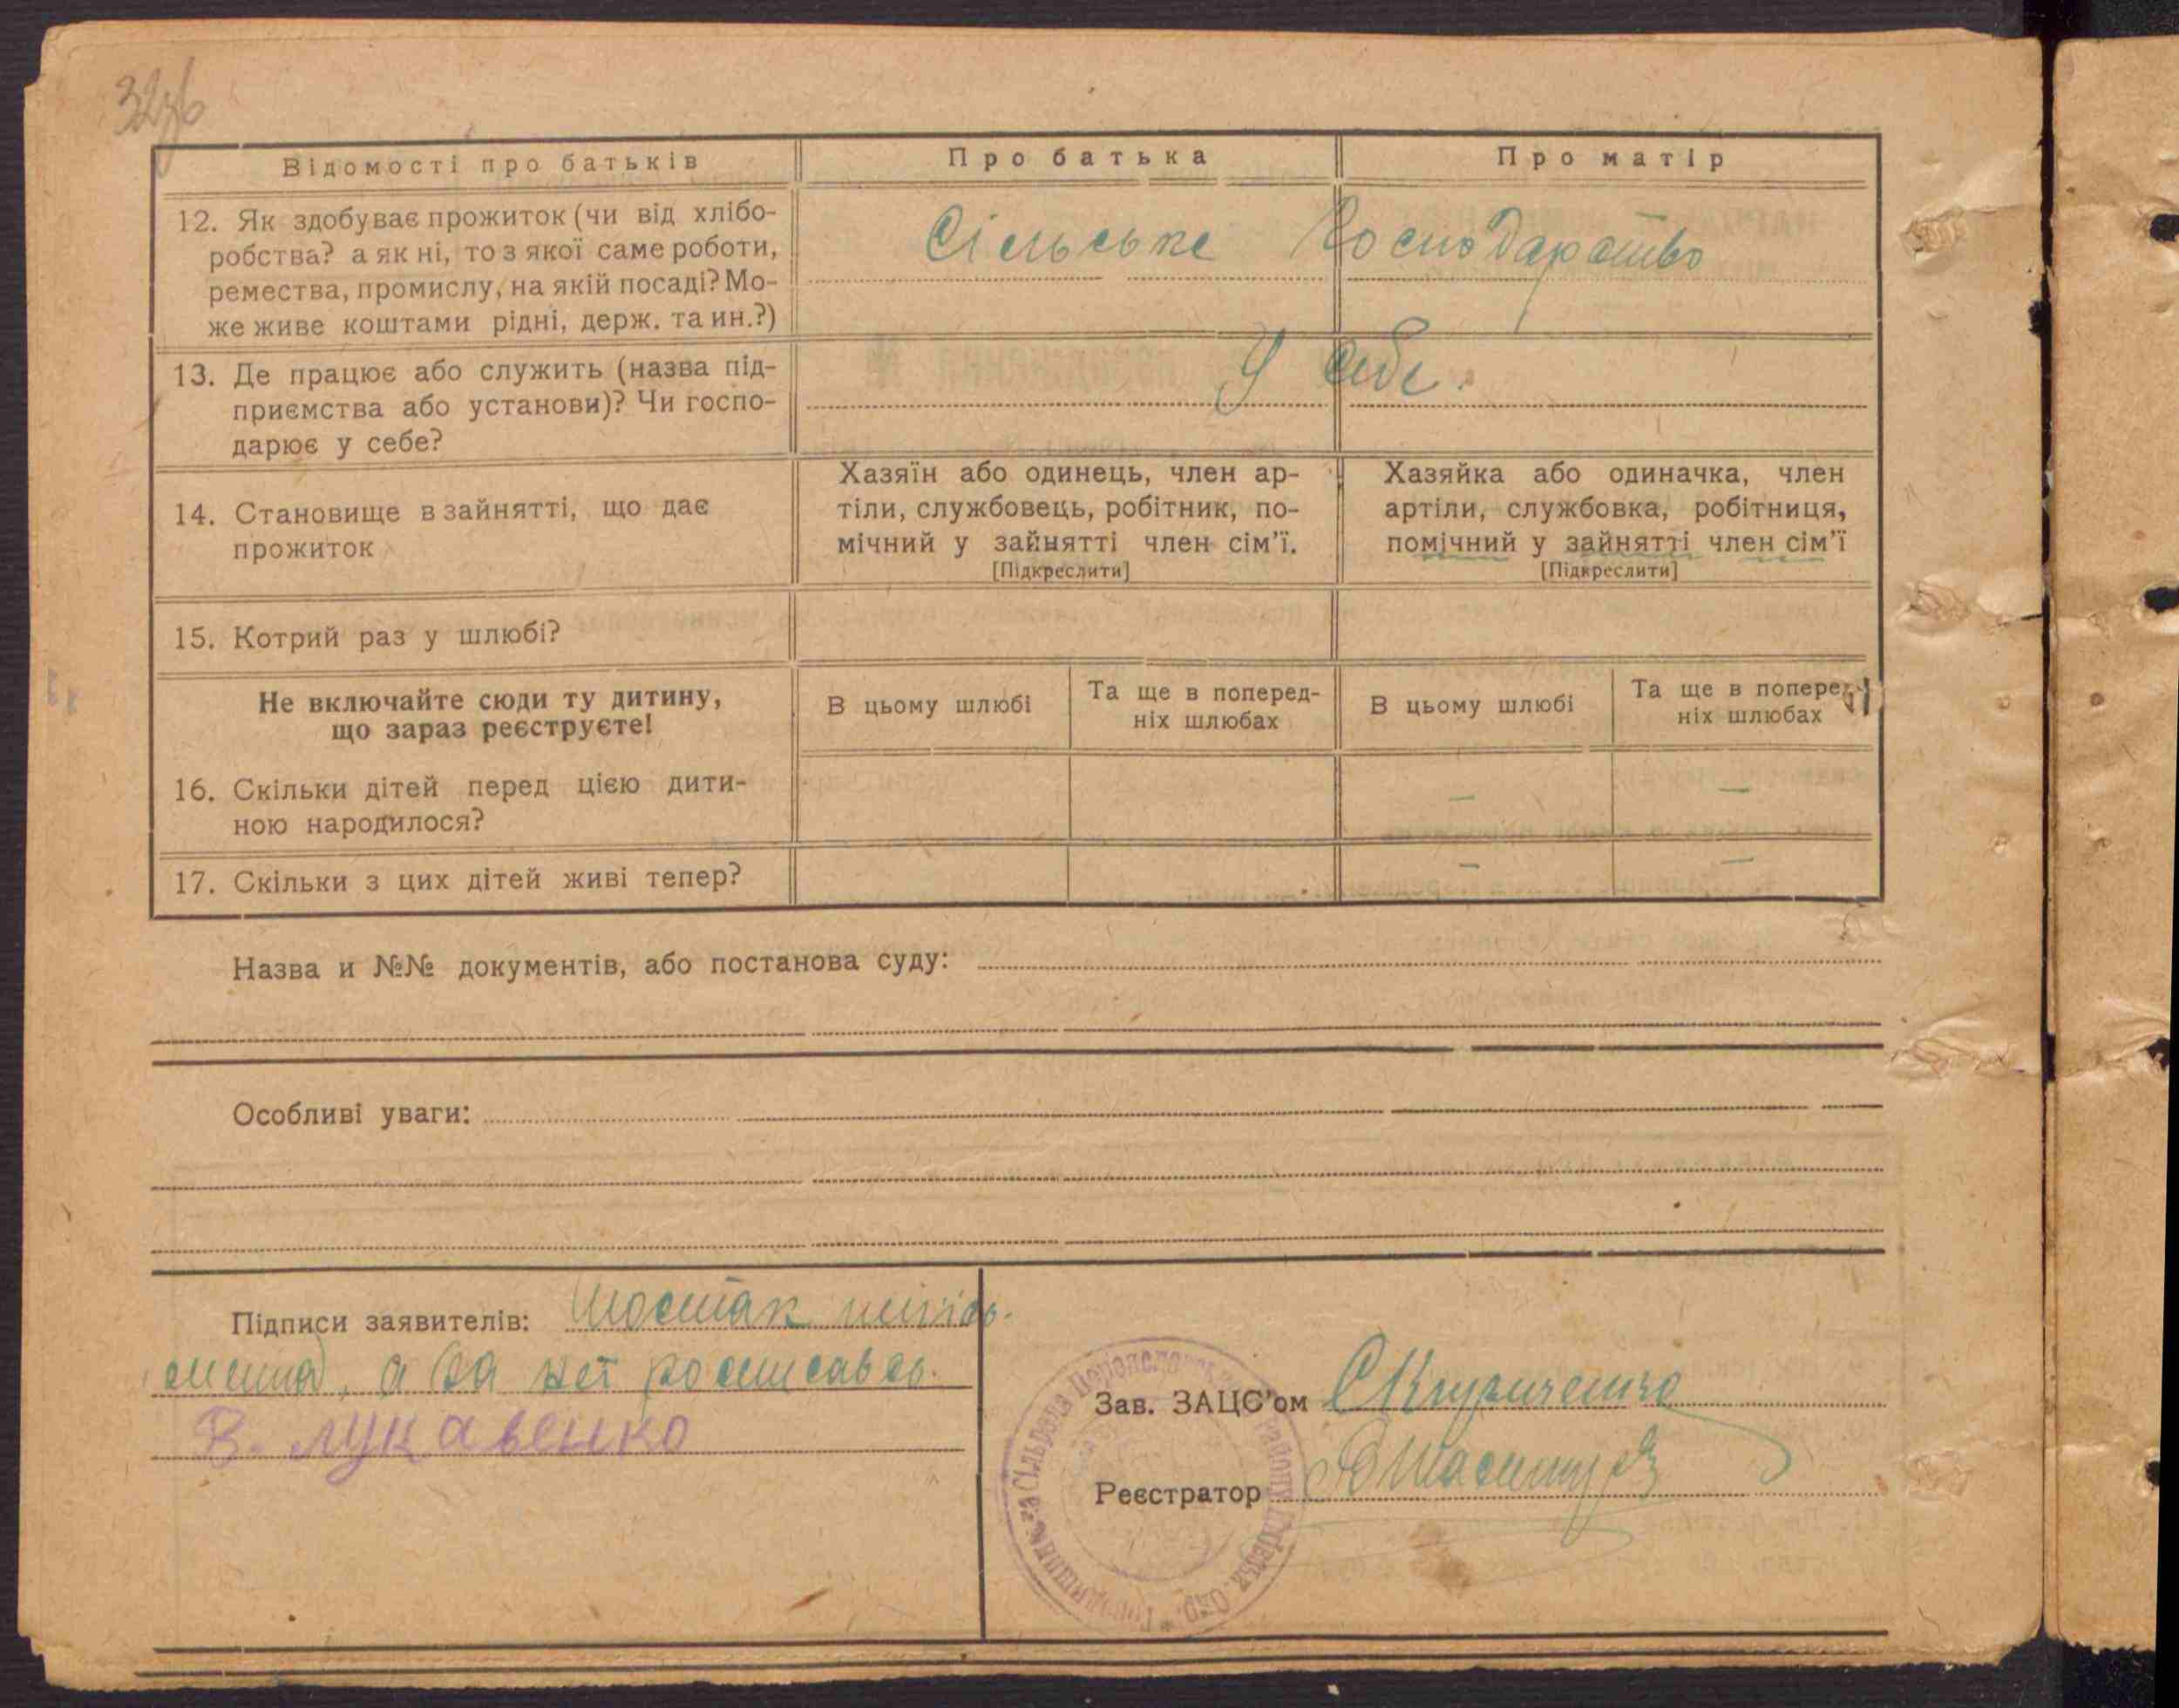 32зв
Відомості про батьків
Про батька
Про матір
12. Як здобуває прожиток (чи від хлібо-
робства? а як ні, то з якої саме роботи,
ремества, промислу, на якій посаді? Мо-
же живе коштами рідні, держ. та ин.?)
Сільське Господарство
13. Де працює або служить (назва під-
приємства або установи)? Чи госпо-
дарює у себе?
У себе.
14. Становище в зайнятті, що дає
прожиток
Хазяїн або одинець, член ар-
тіли, службовець, робітник, по-
мічний у зайнятті член сім'ї.
[Підкреслити]
Хазяйка або одиначка, член
артіли, службовка, робітниця,
помічний у зайнятті член сім'ї
[Підкреслити]
15. Котрий раз у шлюбі?
Не включайте сюди ту дитину,
що зараз реєструєте!
В цьому шлюбі
Та ще в поперед-
ніх шлюбах
В цьому шлюбі
Та ще в поперед-
ніх шлюбах
16. Скільки дітей перед цією дити-
ною народилося?
— —
17. Скільки з цих дітей живі тепер?
— —
Назва и №№ документів, або постанова суду:
Особливі уваги:
Підписи заявителів: Шостак
а за неї росписавсь.
В. Лукавенко
Зав. ЗАЦС'ом
Реєстратор